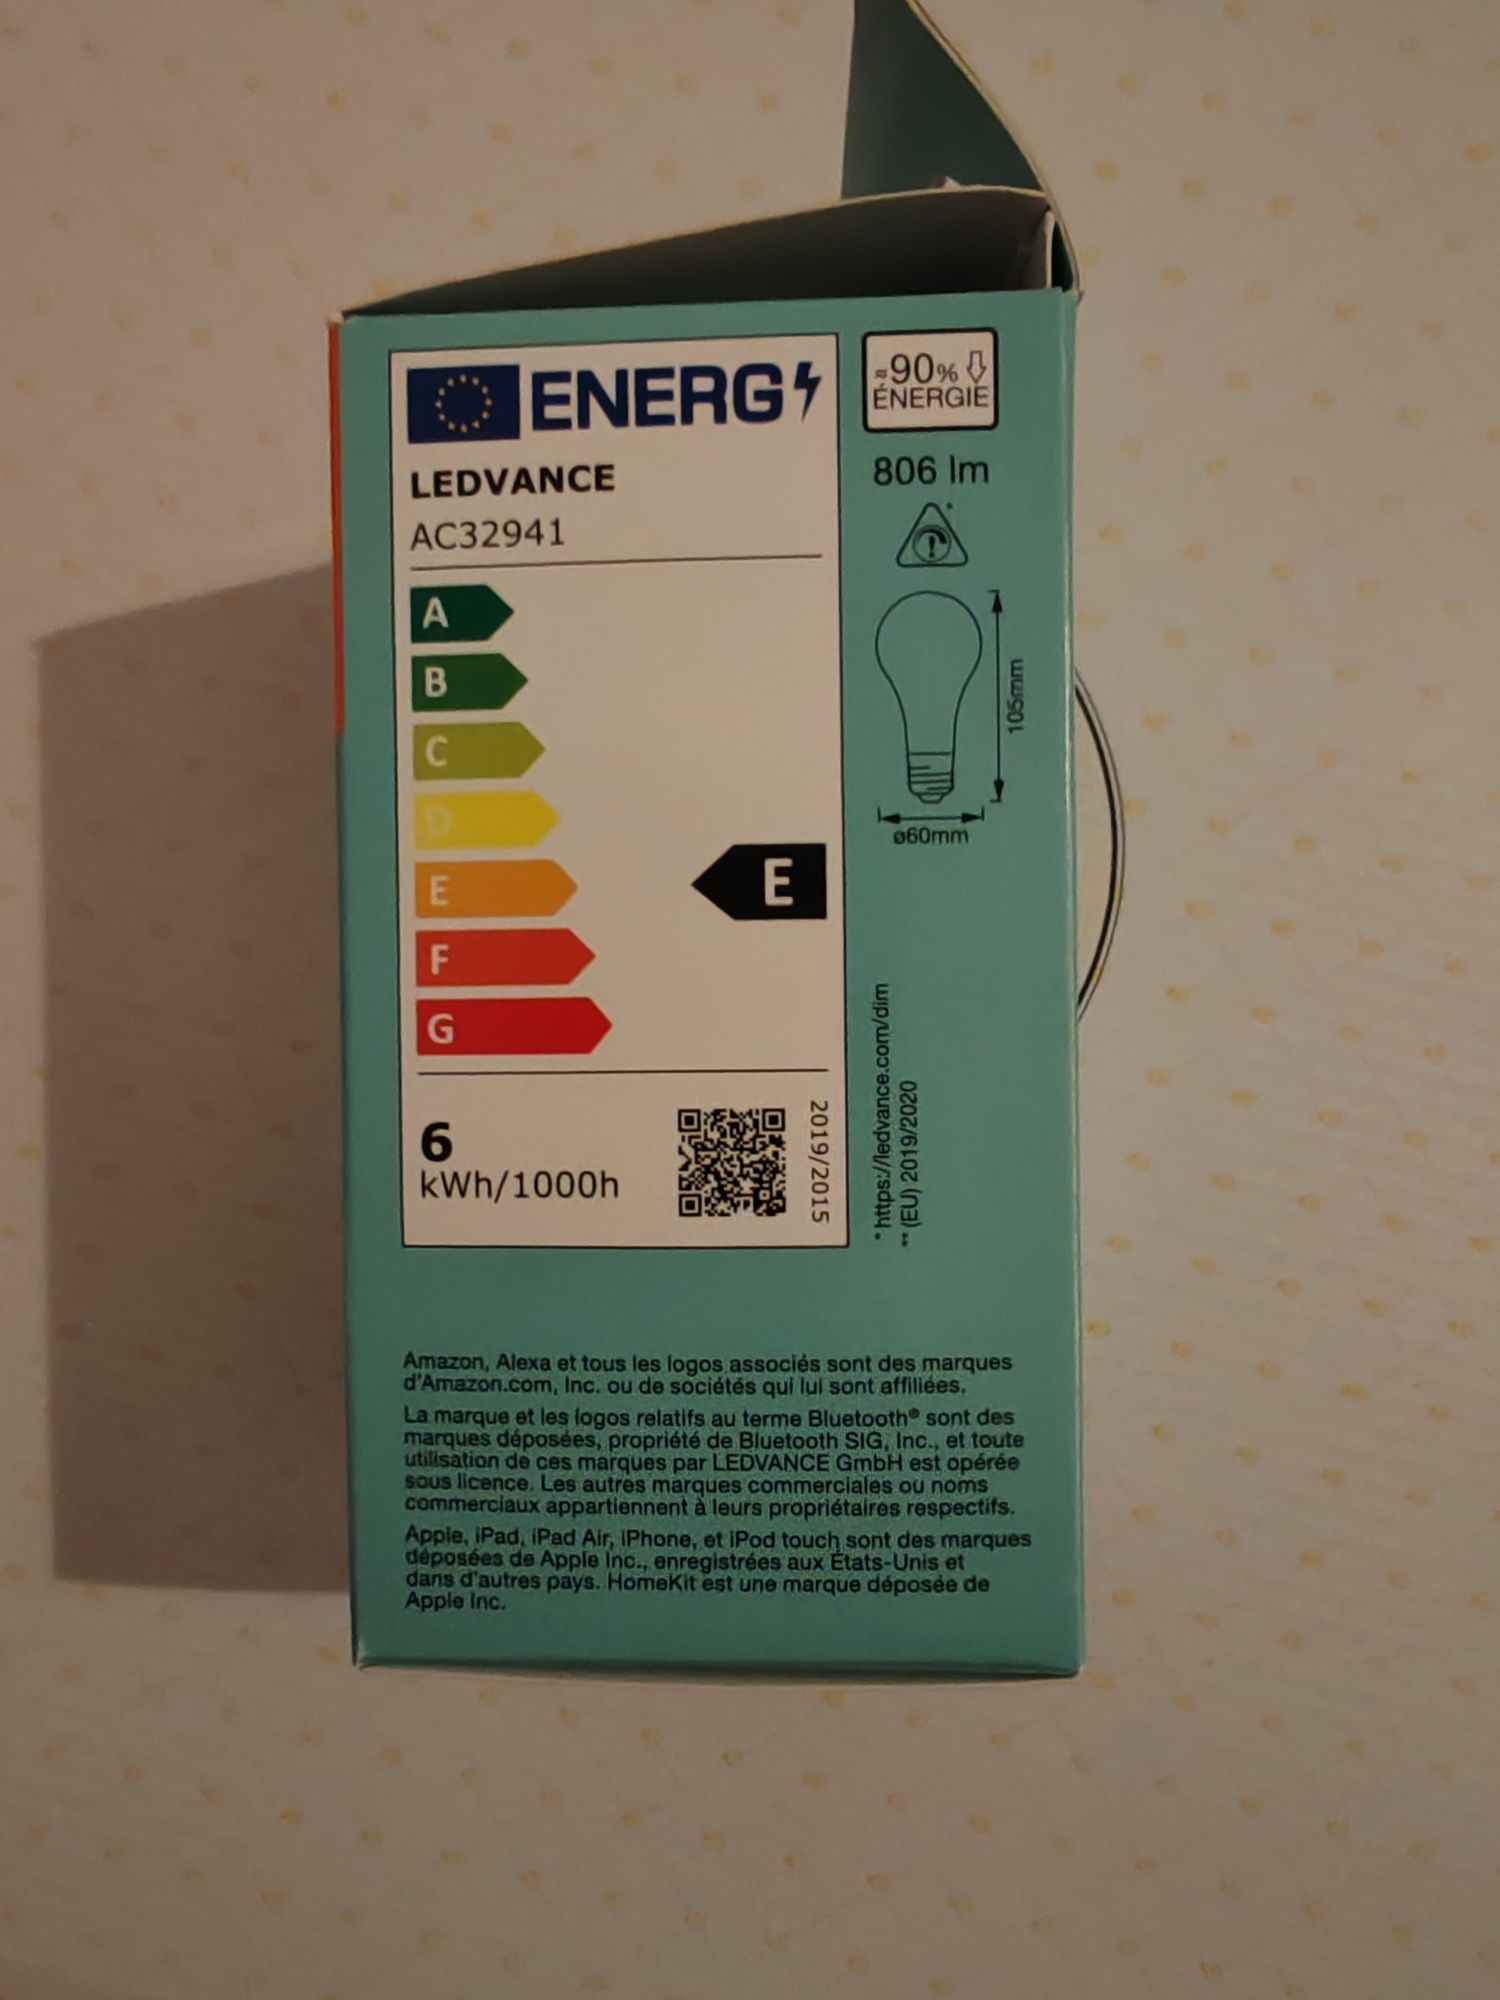 ENERG
LEDVANCE
AC32941
A
B
C
D
E
E
F
G
6
kWh/1000h
2019/2015
≈90%
ÉNERGIE
806 lm
*
105mm
ø60mm
* https://ledvance.com/dim
** (EU) 2019/2020
Amazon, Alexa et tous les logos associés sont des marques
d'Amazon.com, Inc. ou de sociétés qui lui sont affiliées.
La marque et les logos relatifs au terme Bluetooth® sont des
marques déposées, propriété de Bluetooth SIG, Inc., et toute
utilisation de ces marques par LEDVANCE GmbH est opérée
sous licence. Les autres marques commerciales ou noms
commerciaux appartiennent à leurs propriétaires respectifs.
Apple, iPad, iPad Air, iPhone, et iPod touch sont des marques
déposées de Apple Inc., enregistrées aux États-Unis et
dans d'autres pays. HomeKit est une marque déposée de
Apple Inc.